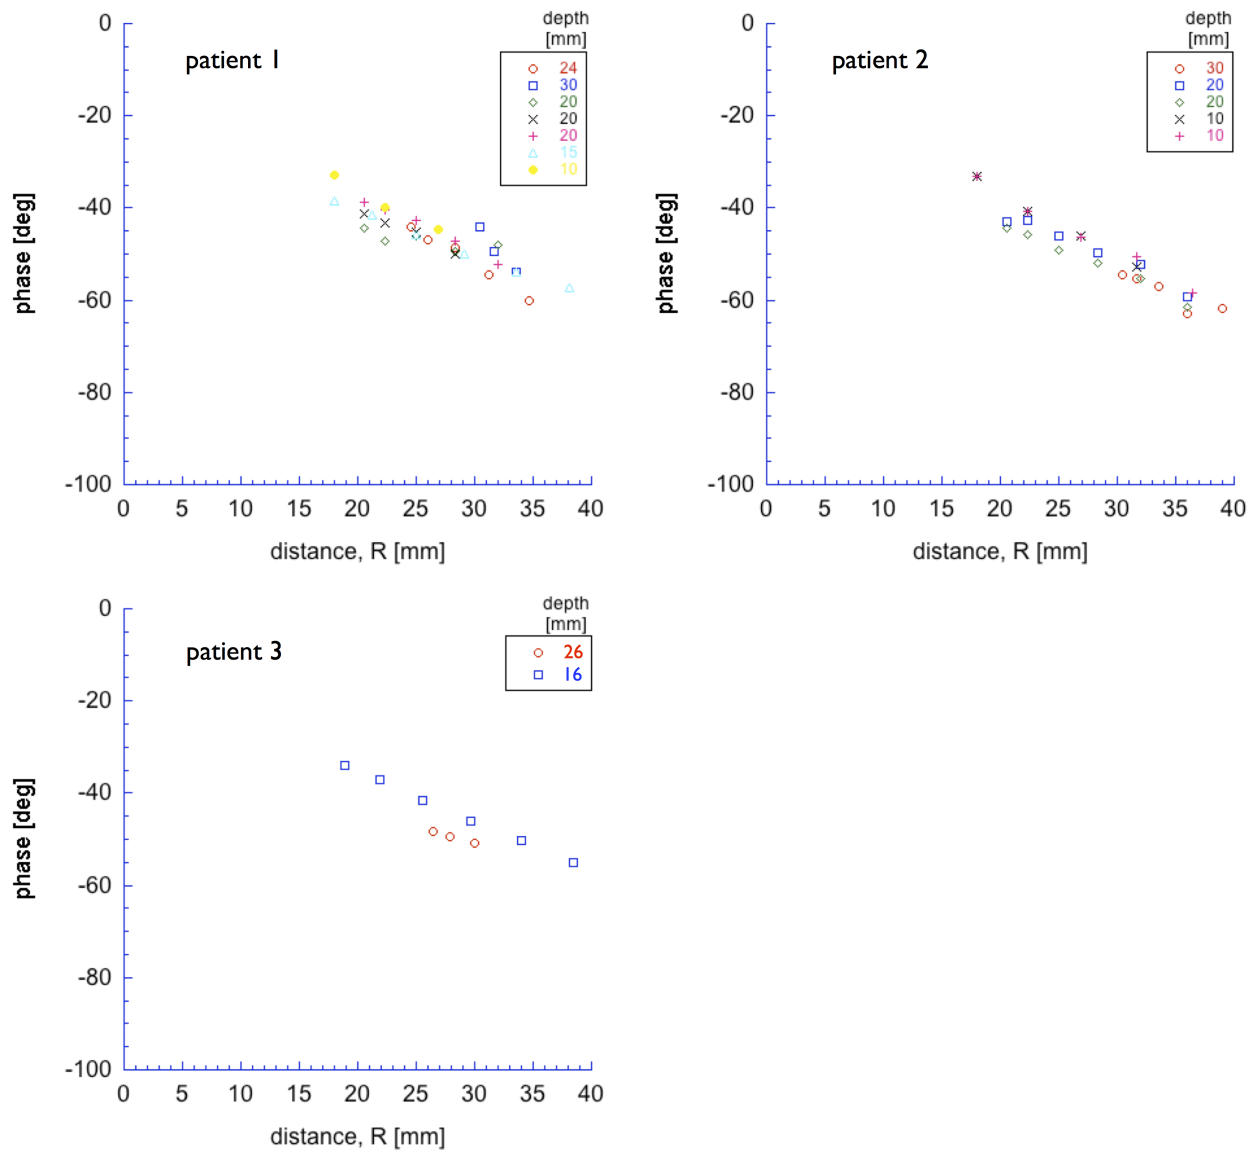 patient 1
depth
[mm]
24
30
20
20
20
15
10
0
-20
-40
-60
-80
-100
phase [deg]
0 5 10 15 20 25 30 35 40
distance, R [mm]
patient 2
depth
[mm]
30
20
20
10
10
0
-20
-40
-60
-80
-100
phase [deg]
0 5 10 15 20 25 30 35 40
distance, R [mm]
patient 3
depth
[mm]
26
16
0
-20
-40
-60
-80
-100
phase [deg]
0 5 10 15 20 25 30 35 40
distance, R [mm]